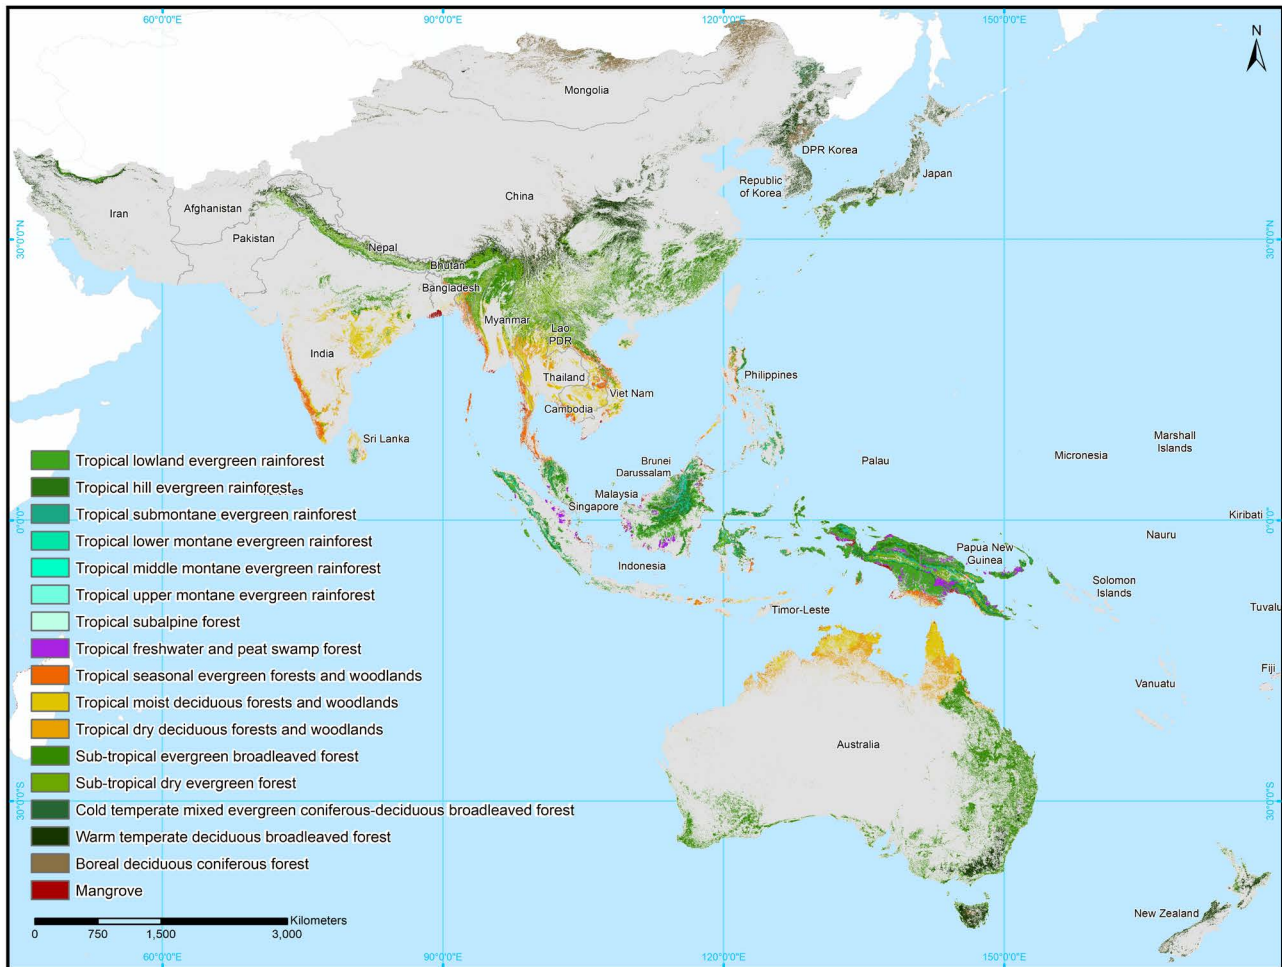 60°0'0"E
90°0'0"E
120°0'0"E
150°0'0"E
N
Mongolia
DPR Korea
Japan
Republic
of Korea
China
Iran
Afghanistan
Pakistan
30°0'0"N
30°0'0"N
Nepal
Bhutan
Bangladesh
Myanmar
Lao
PDR
India
Thailand
Viet Nam
Cambodia
Philippines
Sri Lanka
Marshall
Islands
Micronesia
Palau
Brunei
Darussalam
Malaysia
Singapore
Indonesia
0°0'0"
0°0'0"
Kiribati
Nauru
Papua New
Guinea
Solomon
Islands
Timor-Leste
Tuvalu
Fiji
Vanuatu
Australia
30°0'0"S
30°0'0"S
New Zealand
Tropical lowland evergreen rainforest
Tropical hill evergreen rainforest
Tropical submontane evergreen rainforest
Tropical lower montane evergreen rainforest
Tropical middle montane evergreen rainforest
Tropical upper montane evergreen rainforest
Tropical subalpine forest
Tropical freshwater and peat swamp forest
Tropical seasonal evergreen forests and woodlands
Tropical moist deciduous forests and woodlands
Tropical dry deciduous forests and woodlands
Sub-tropical evergreen broadleaved forest
Sub-tropical dry evergreen forest
Cold temperate mixed evergreen coniferous-deciduous broadleaved forest
Warm temperate deciduous broadleaved forest
Boreal deciduous coniferous forest
Mangrove
Kilometers
0 750 1,500 3,000
60°0'0"E
90°0'0"E
120°0'0"E
150°0'0"E